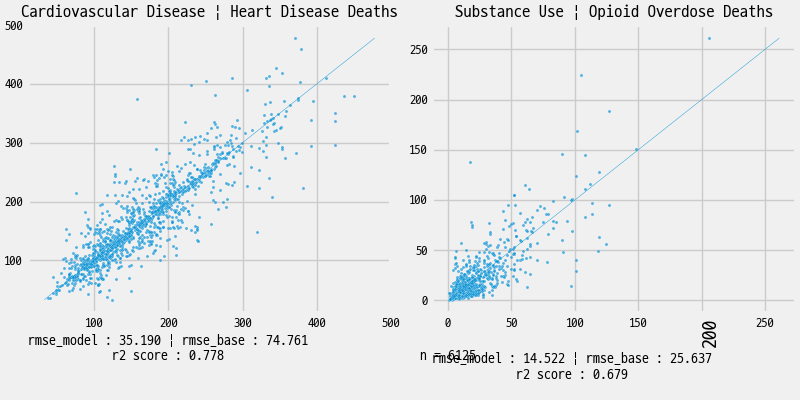 Cardiovascular Disease ¦ Heart Disease Deaths
500
400
300
200
100
100 200 300 400 500
rmse_model : 35.190 ¦ rmse_base : 74.761
r2 score : 0.778
Substance Use ¦ Opioid Overdose Deaths
250
200
150
100
50
0
0 50 100 150 200 250
n = 6125
rmse_model : 14.522 ¦ rmse_base : 25.637
r2 score : 0.679